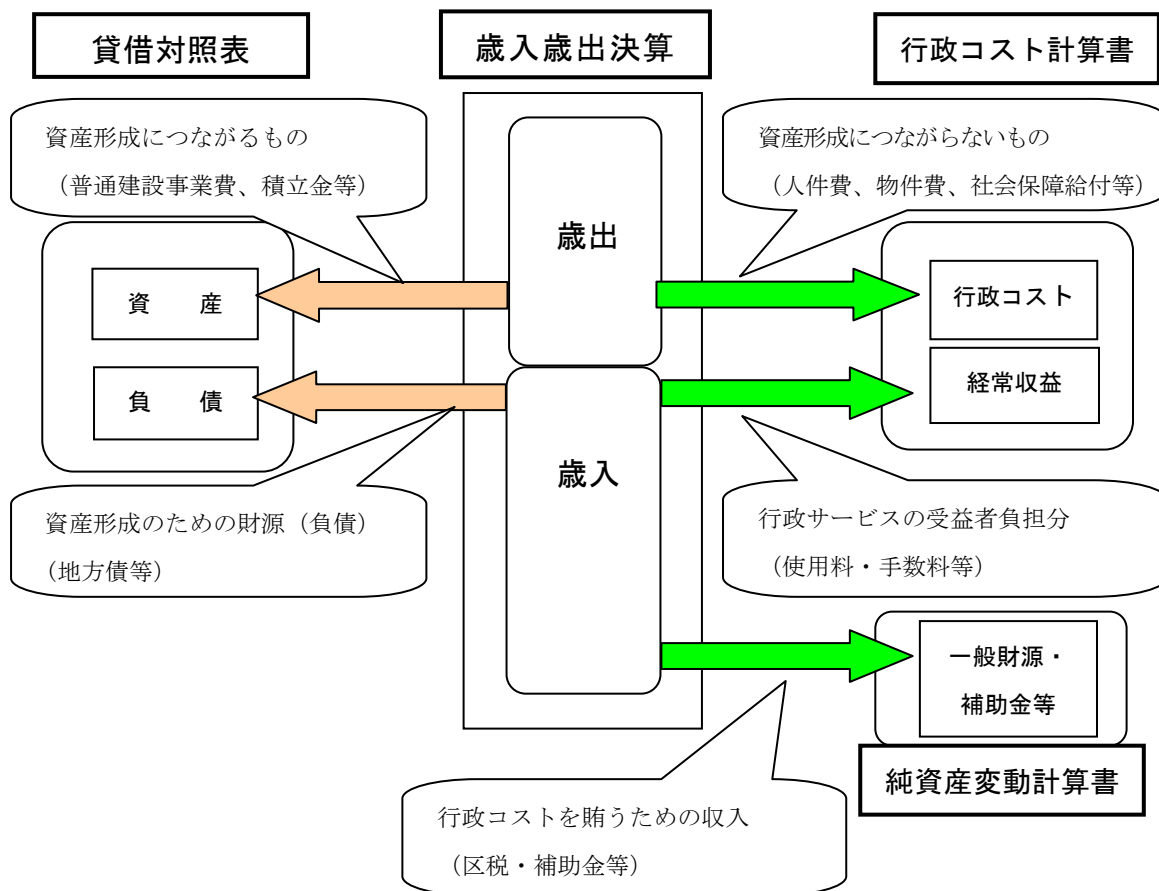 貸借対照表
歳入歳出決算
行政コスト計算書
資産形成につながるもの
（普通建設事業費、積立金等）
資産形成につながらないもの
（人件費、物件費、社会保障給付等）
歳出
資　産
行政コスト
負　債
経常収益
歳入
資産形成のための財源（負債）
（地方債等）
行政サービスの受益者負担分
（使用料・手数料等）
一般財源・
補助金等
純資産変動計算書
行政コストを賄うための収入
（区税・補助金等）